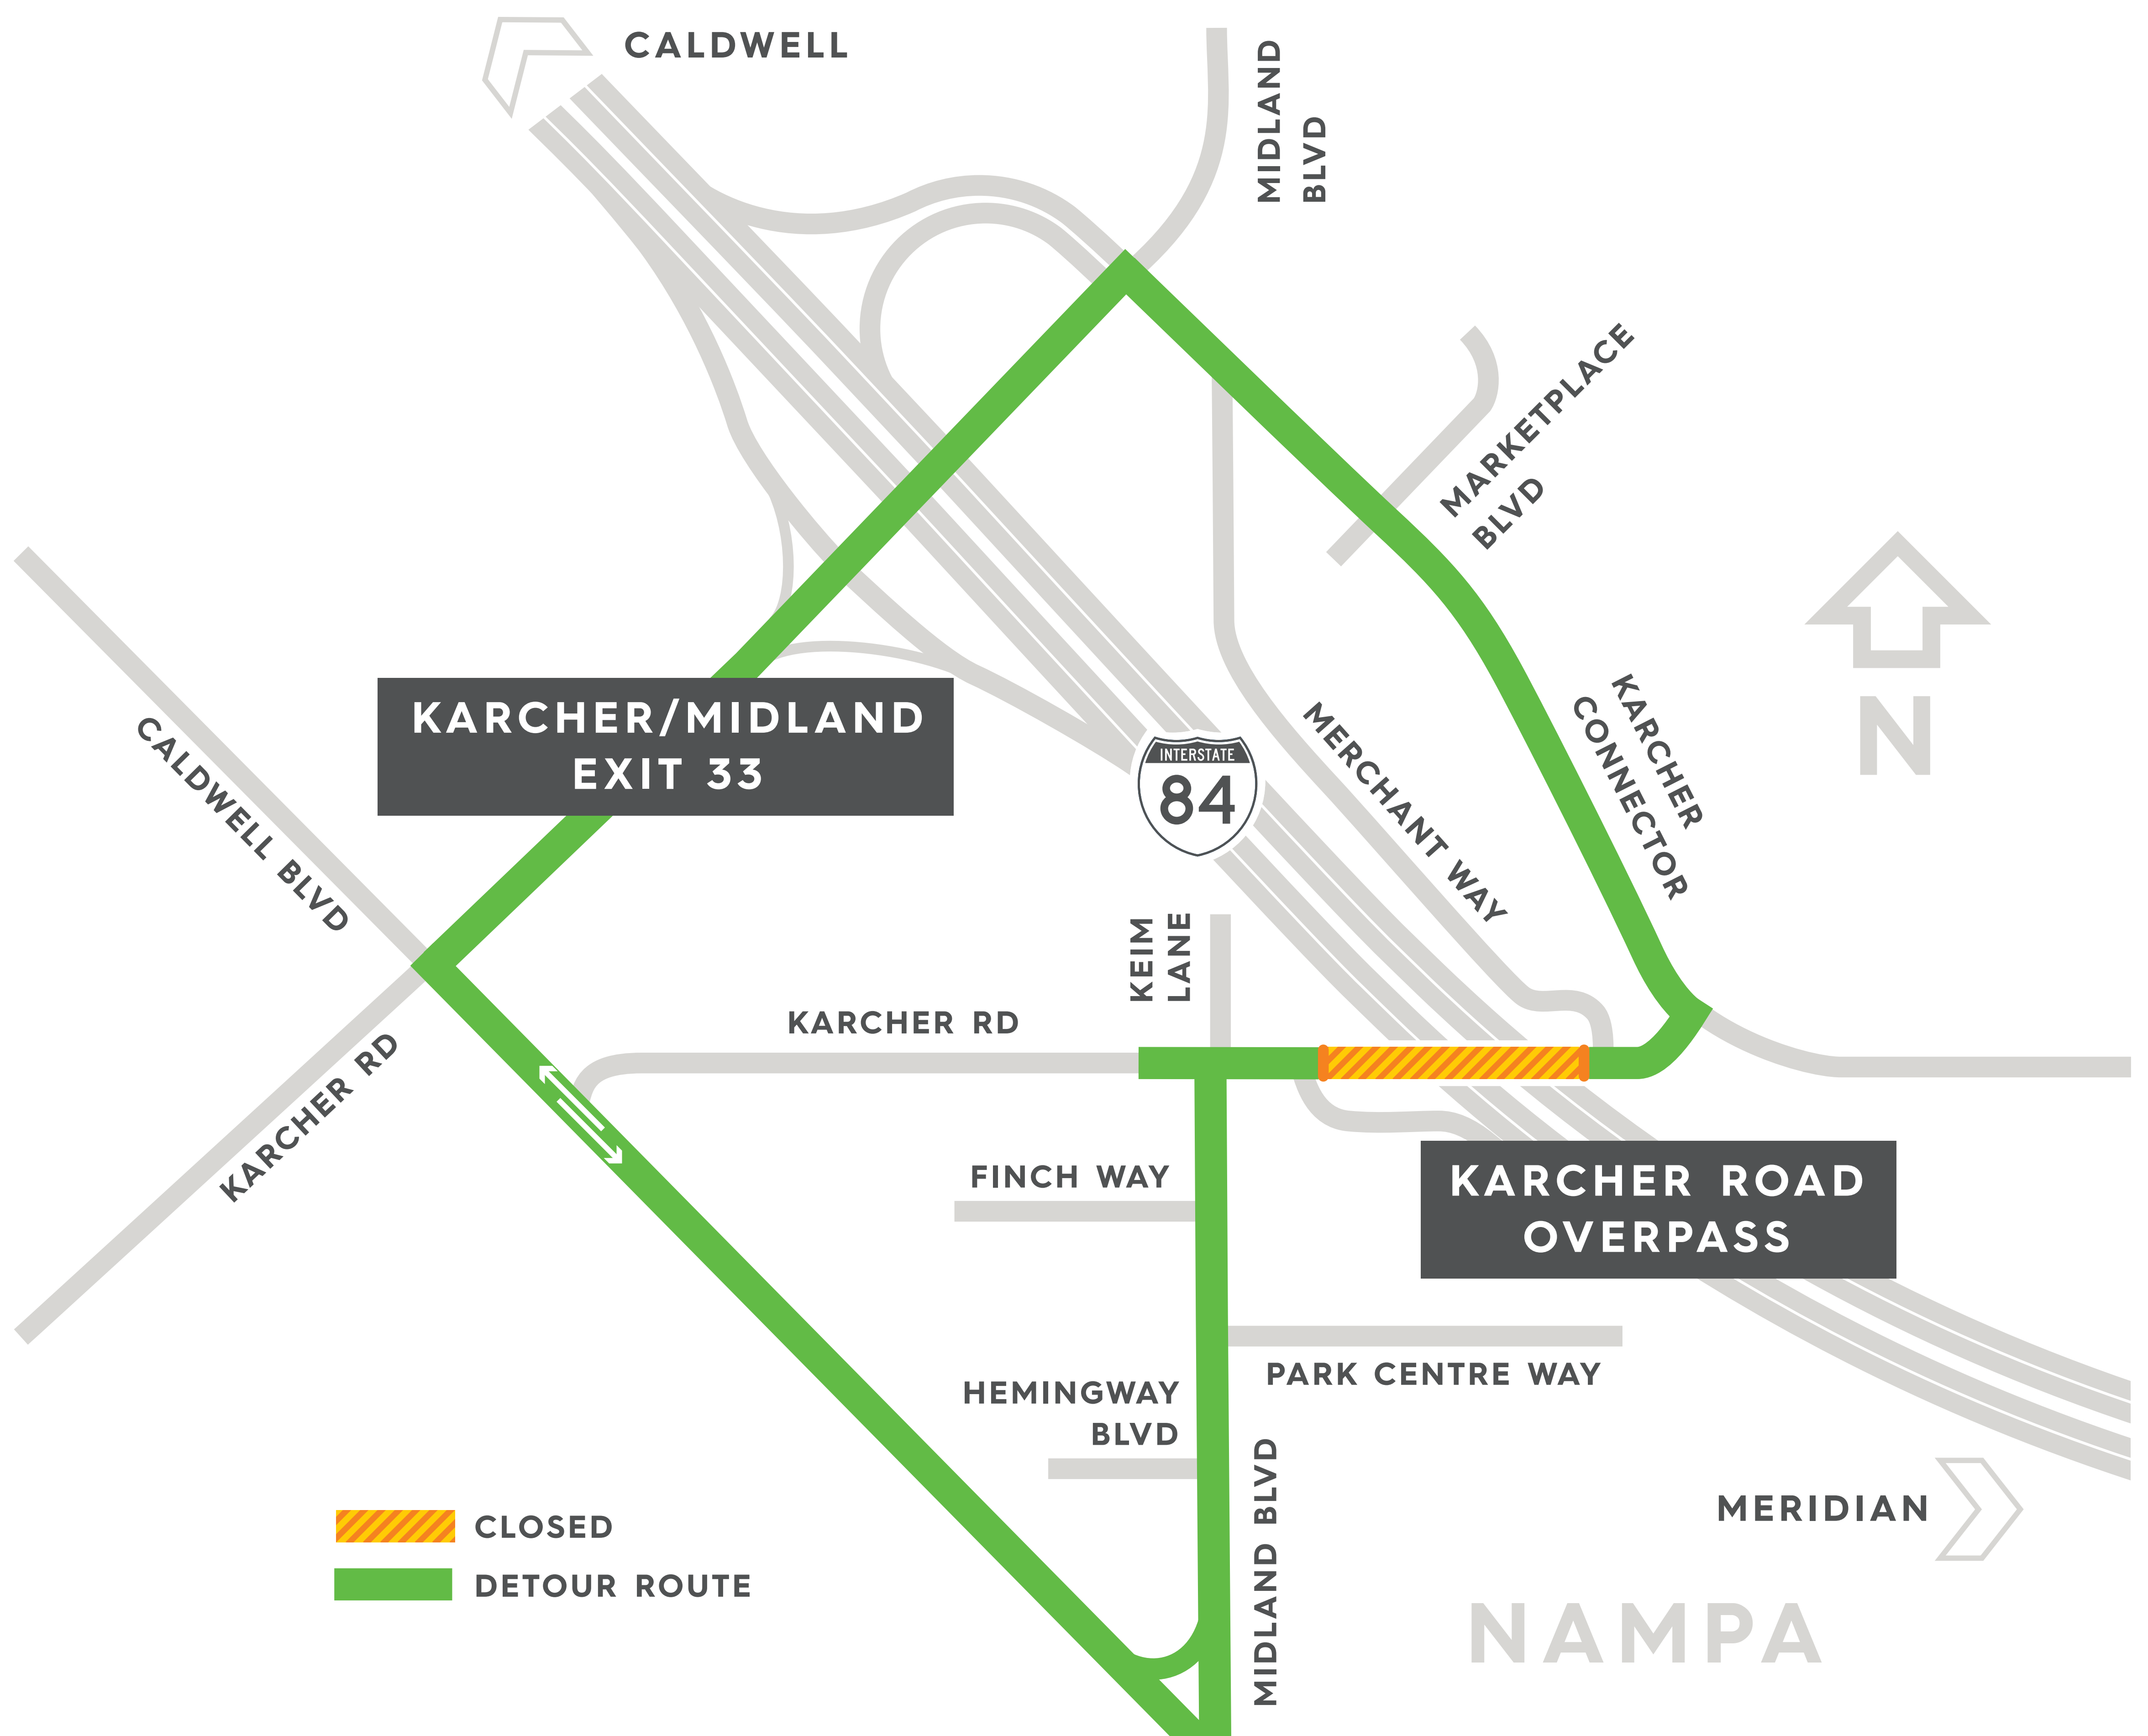 CALDWELL
MIDLAND
BLVD
MARKETPLACE
BLVD
N
KARCHER
CONNECTOR
KARCHER/MIDLAND
EXIT 33
INTERSTATE
84
MERCHANT WAY
CALDWELL BLVD
KEIM
LANE
KARCHER RD
KARCHER RD
FINCH WAY
KARCHER ROAD
OVERPASS
PARK CENTRE WAY
HEMINGWAY
BLVD
MIDLAND BLVD
MERIDIAN
CLOSED
DETOUR ROUTE
NAMPA